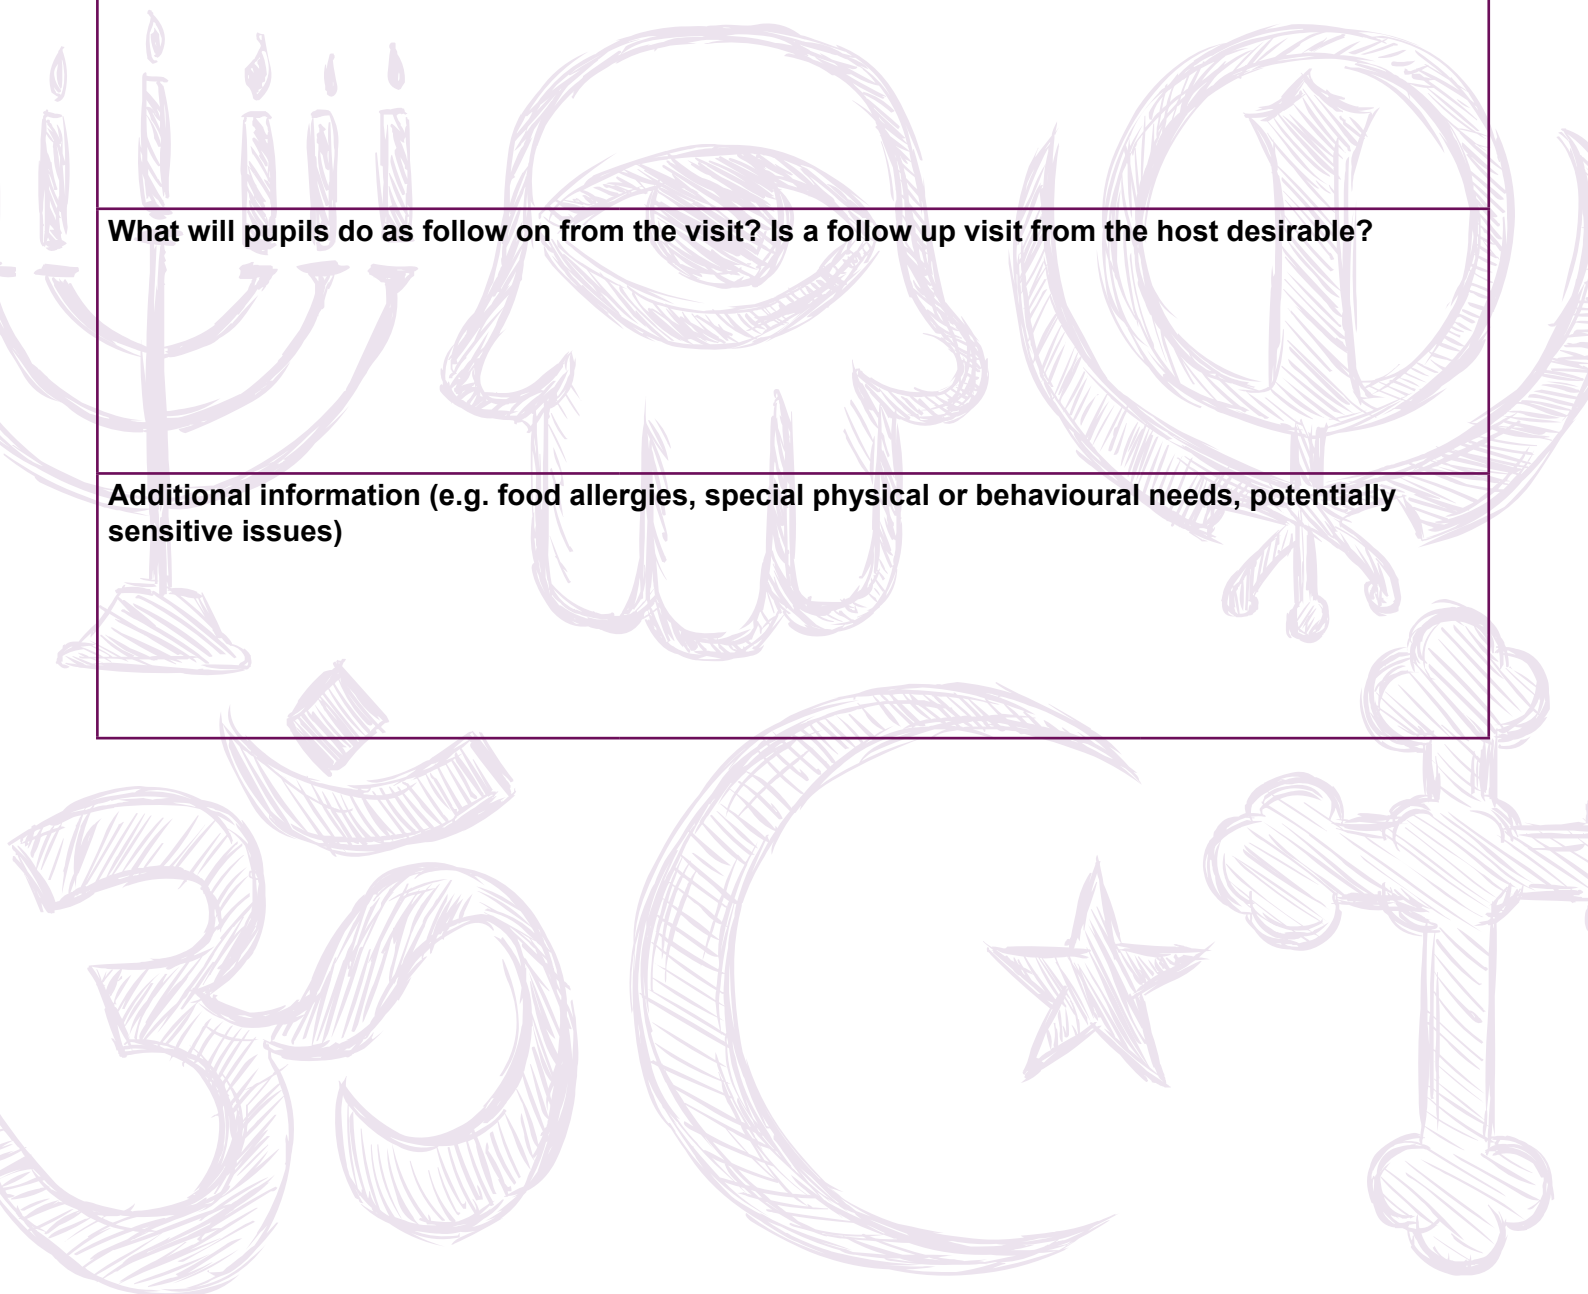 What will pupils do as follow on from the visit? Is a follow up visit from the host desirable?
Additional information (e.g. food allergies, special physical or behavioural needs, potentially
sensitive issues)